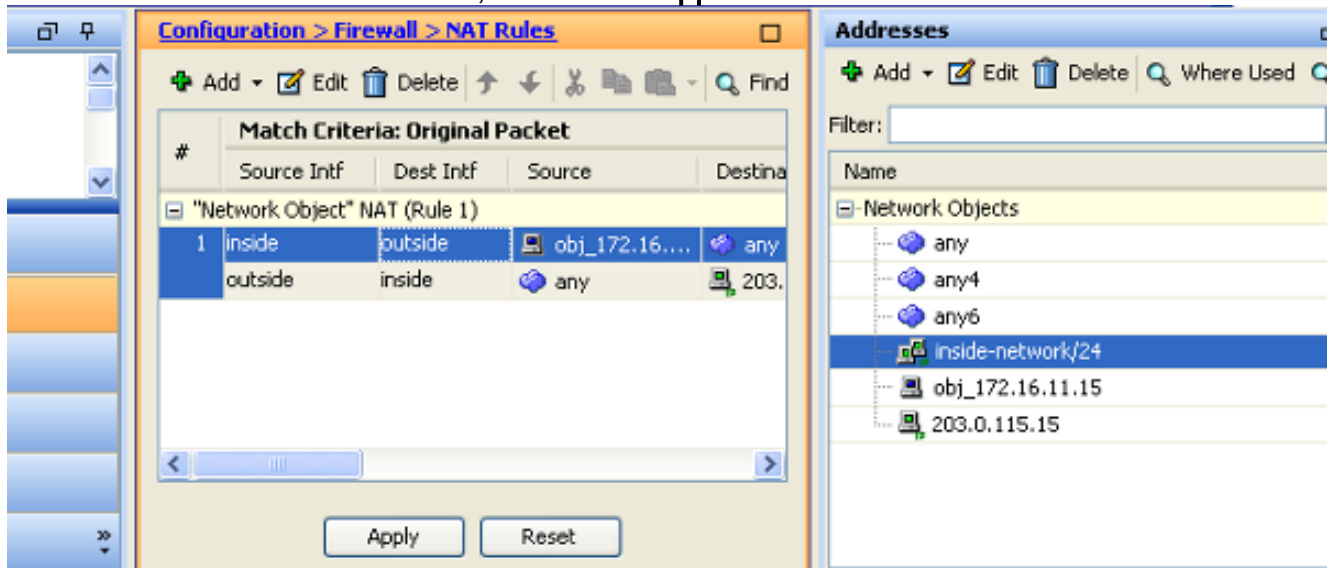 Configuration > Firewall > NAT Rules
Add Edit Delete Find
# Match Criteria: Original Packet
Source Intf Dest Intf Source Destina
"Network Object" NAT (Rule 1)
1 inside outside obj_172.16.... any
outside inside any 203.
Apply Reset
Addresses
Add Edit Delete Where Used
Filter:
Name
Network Objects
any
any4
any6
inside-network/24
obj_172.16.11.15
203.0.115.15